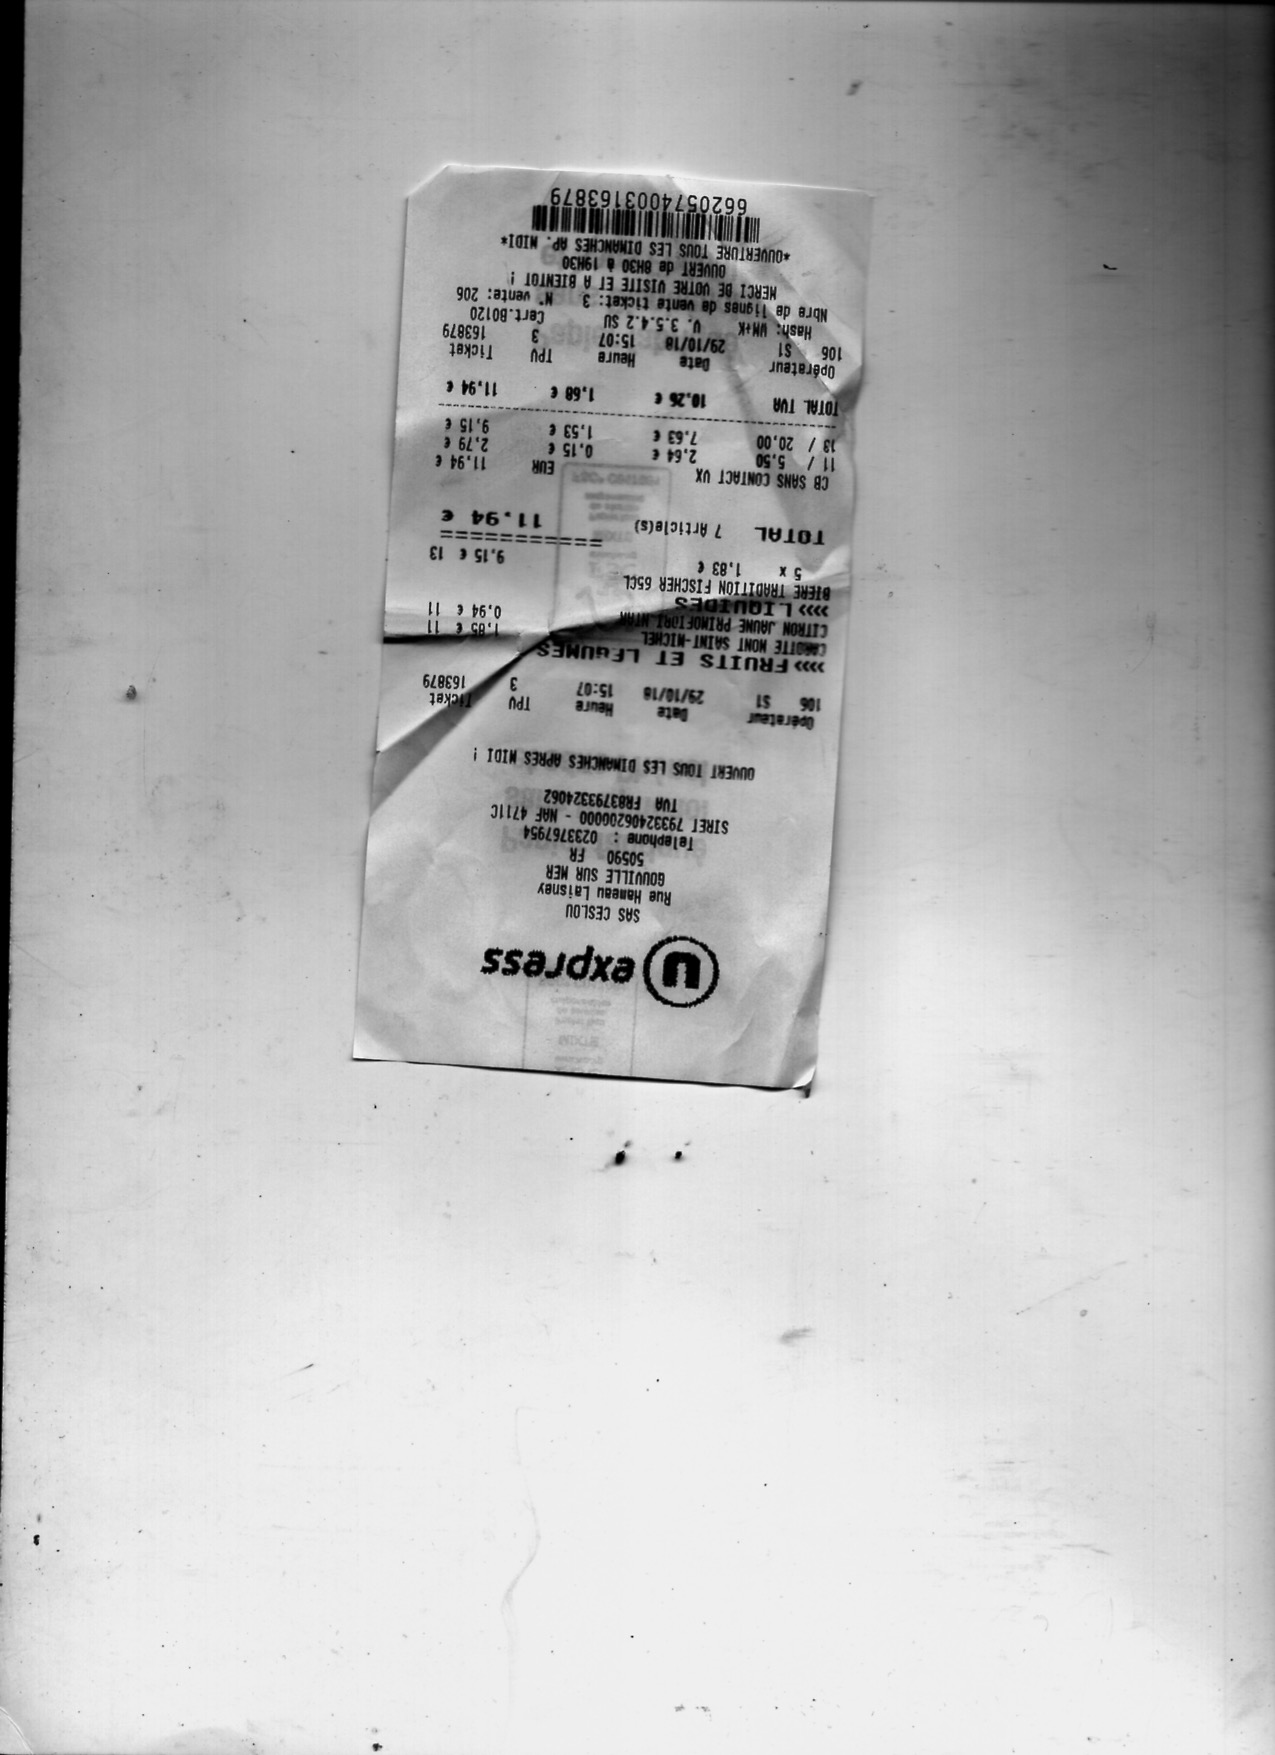 U express
SAS CESLOU
Rue Hameau Laisney
GOUVILLE SUR MER
50590 FR
Telephone : 0233767954
SIRET 79332406200000 - NAF 4711C
TVA FR83793324062
OUVERT TOUS LES DIMANCHES APRES MIDI !
Opérateur Date Heure TPV Ticket
106 S1 29/10/18 15:07 3 163879
>>>> FRUITS ET LEGUMES
CAROTTE MONT SAINT-MICHEL 1,85 € 11
CITRON JAUNE PRIMOFIORI 0,94 € 11
>>>> LIQUIDES
BIERE TRADITION FISCHER 65CL
5 x 1,83 € 9,15 € 13
============
TOTAL 7 Article(s) 11.94 €
CB SANS CONTACT VX EUR 11,94 €
11 / 5,50 2,64 € 0,15 € 2,79 €
13 / 20,00 7,63 € 1,53 € 9,15 €
TOTAL TVA 10,26 € 1,68 € 11,94 €
Opérateur Date Heure TPV Ticket
106 S1 29/10/18 15:07 3 163879
Hash: VM+K V. 3.5.4.2 SU Cert.B0120
Nbre de lignes de vente ticket: 3 N° vente: 206
MERCI DE VOTRE VISITE ET A BIENTOT !
OUVERT de 8H30 à 19H30
*OUVERTURE TOUS LES DIMANCHES AP. MIDI*
6620574003163879